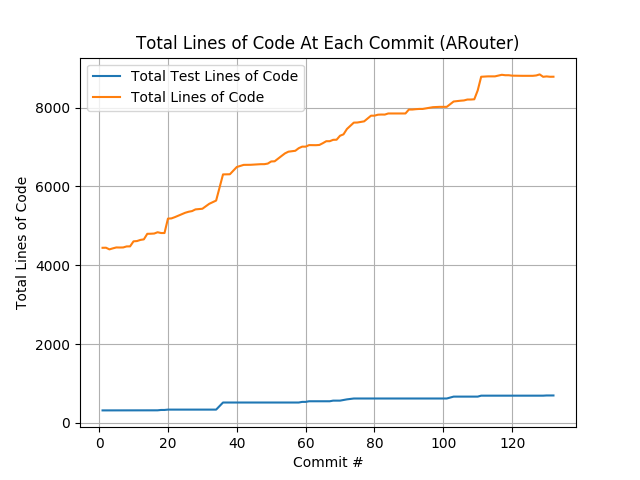 Total Lines of Code At Each Commit (ARouter)
Total Test Lines of Code
Total Lines of Code
Total Lines of Code
8000
6000
4000
2000
0
0 20 40 60 80 100 120
Commit #